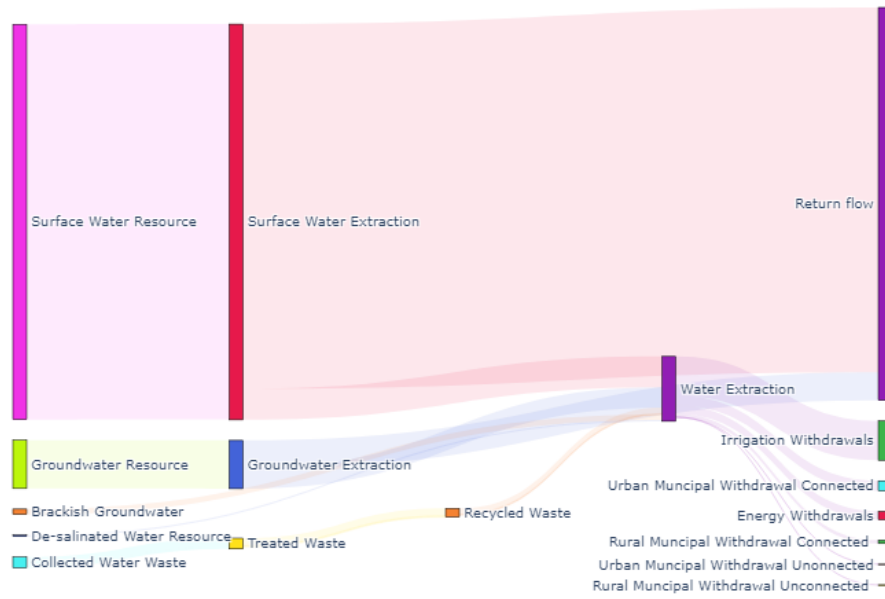 Return flow
Surface Water Resource
Surface Water Extraction
Water Extraction
Irrigation Withdrawals
Groundwater Resource
Groundwater Extraction
Urban Muncipal Withdrawal Connected
Brackish Groundwater
Recycled Waste
Energy Withdrawals
De-salinated Water Resource
Treated Waste
Rural Muncipal Withdrawal Connected
Collected Water Waste
Urban Muncipal Withdrawal Unonnected
Rural Muncipal Withdrawal Unconnected